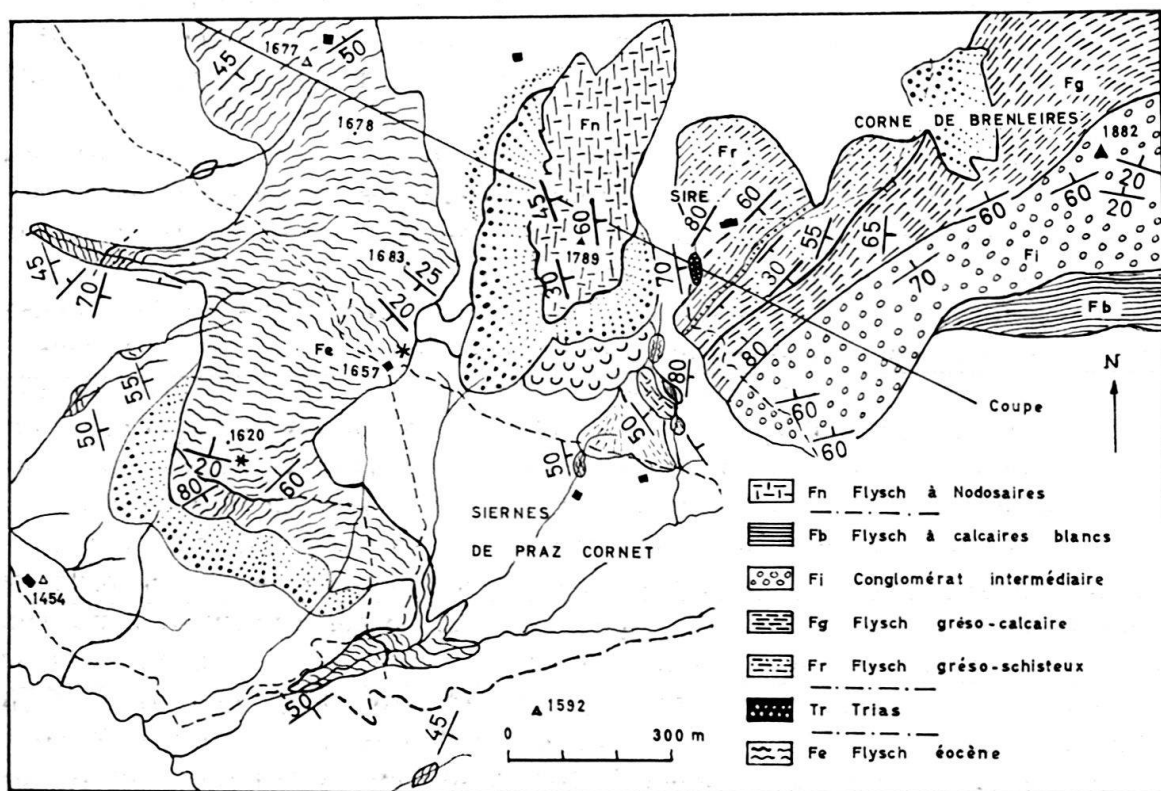 1677
50
45
1678
Fn
Fg
CORNE DE BRENLEIRES
1882
20
20
Fr
SIRE
80
60
55
65
60
60
Fi
70
45
60
1789
30
70
30
45
70
1683
25
20
Fe
1657
80
Fb
N
Coupe
55
50
1620
20
80
60
50
50
80
60
60
SIERNES
DE PRAZ CORNET
1454
50
45
1592
0 300 m
Fn Flysch à Nodosaires
Fb Flysch à calcaires blancs
Fi Conglomérat intermédiaire
Fg Flysch gréso-calcaire
Fr Flysch gréso-schisteux
Tr Trias
Fe Flysch éocène